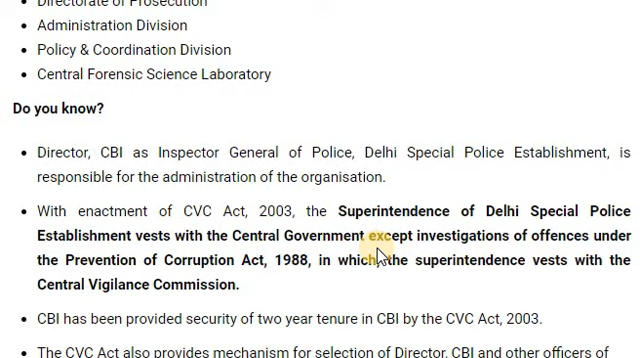 Directorate of Prosecution
Administration Division
Policy & Coordination Division
Central Forensic Science Laboratory
Do you know?
Director, CBI as Inspector General of Police, Delhi Special Police Establishment, is
responsible for the administration of the organisation.
With enactment of CVC Act, 2003, the Superintendence of Delhi Special Police
Establishment vests with the Central Government except investigations of offences under
the Prevention of Corruption Act, 1988, in which the superintendence vests with the
Central Vigilance Commission.
CBI has been provided security of two year tenure in CBI by the CVC Act, 2003.
The CVC Act also provides mechanism for selection of Director, CBI and other officers of